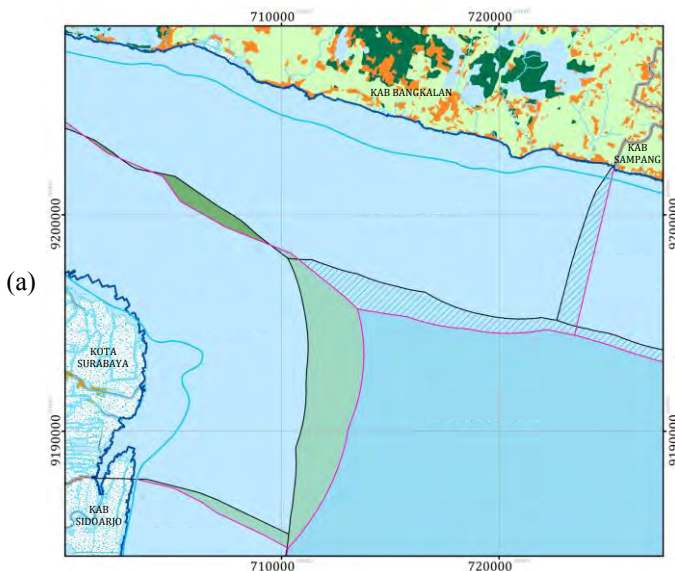 710000 720000
KAB BANGKALAN
KAB
SAMPANG
9200000 9200000
(a)
KOTA
SURABAYA
9190000 9190000
KAB
SIDOARJO
710000 720000